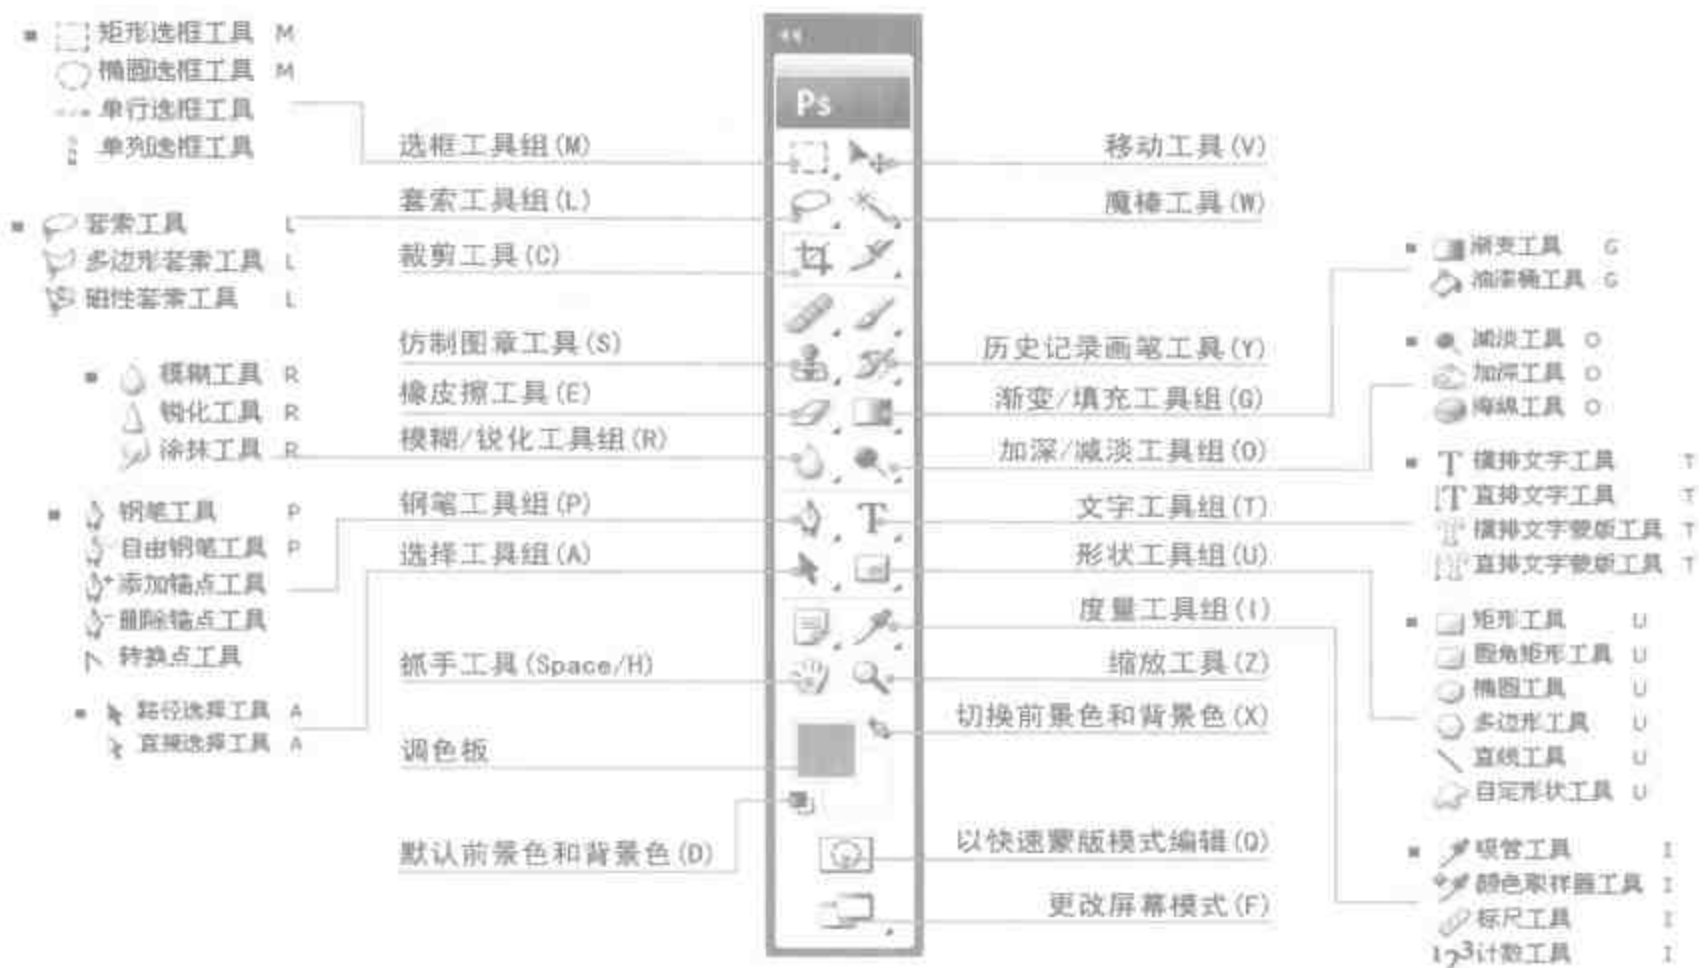 矩形选框工具 M
椭圆选框工具 M
单行选框工具
单列选框工具
套索工具 L
多边形套索工具 L
磁性套索工具 L
模糊工具 R
锐化工具 R
涂抹工具 R
钢笔工具 P
自由钢笔工具 P
添加锚点工具
删除锚点工具
转换点工具
路径选择工具 A
直接选择工具 A
选框工具组(M)
套索工具组(L)
裁剪工具(C)
仿制图章工具(S)
橡皮擦工具(E)
模糊/锐化工具组(R)
钢笔工具组(P)
选择工具组(A)
抓手工具(Space/H)
调色板
默认前景色和背景色(D)
Ps
移动工具(V)
魔棒工具(W)
历史记录画笔工具(Y)
渐变/填充工具组(G)
加深/减淡工具组(O)
文字工具组(T)
形状工具组(U)
度量工具组(I)
缩放工具(Z)
切换前景色和背景色(X)
以快速蒙版模式编辑(Q)
更改屏幕模式(F)
渐变工具 G
油漆桶工具 G
减淡工具 O
加深工具 O
海绵工具 O
横排文字工具 T
直排文字工具 T
横排文字蒙版工具 T
直排文字蒙版工具 T
矩形工具 U
圆角矩形工具 U
椭圆工具 U
多边形工具 U
直线工具 U
自定形状工具 U
吸管工具 I
颜色取样器工具 I
标尺工具 I
123计数工具 I